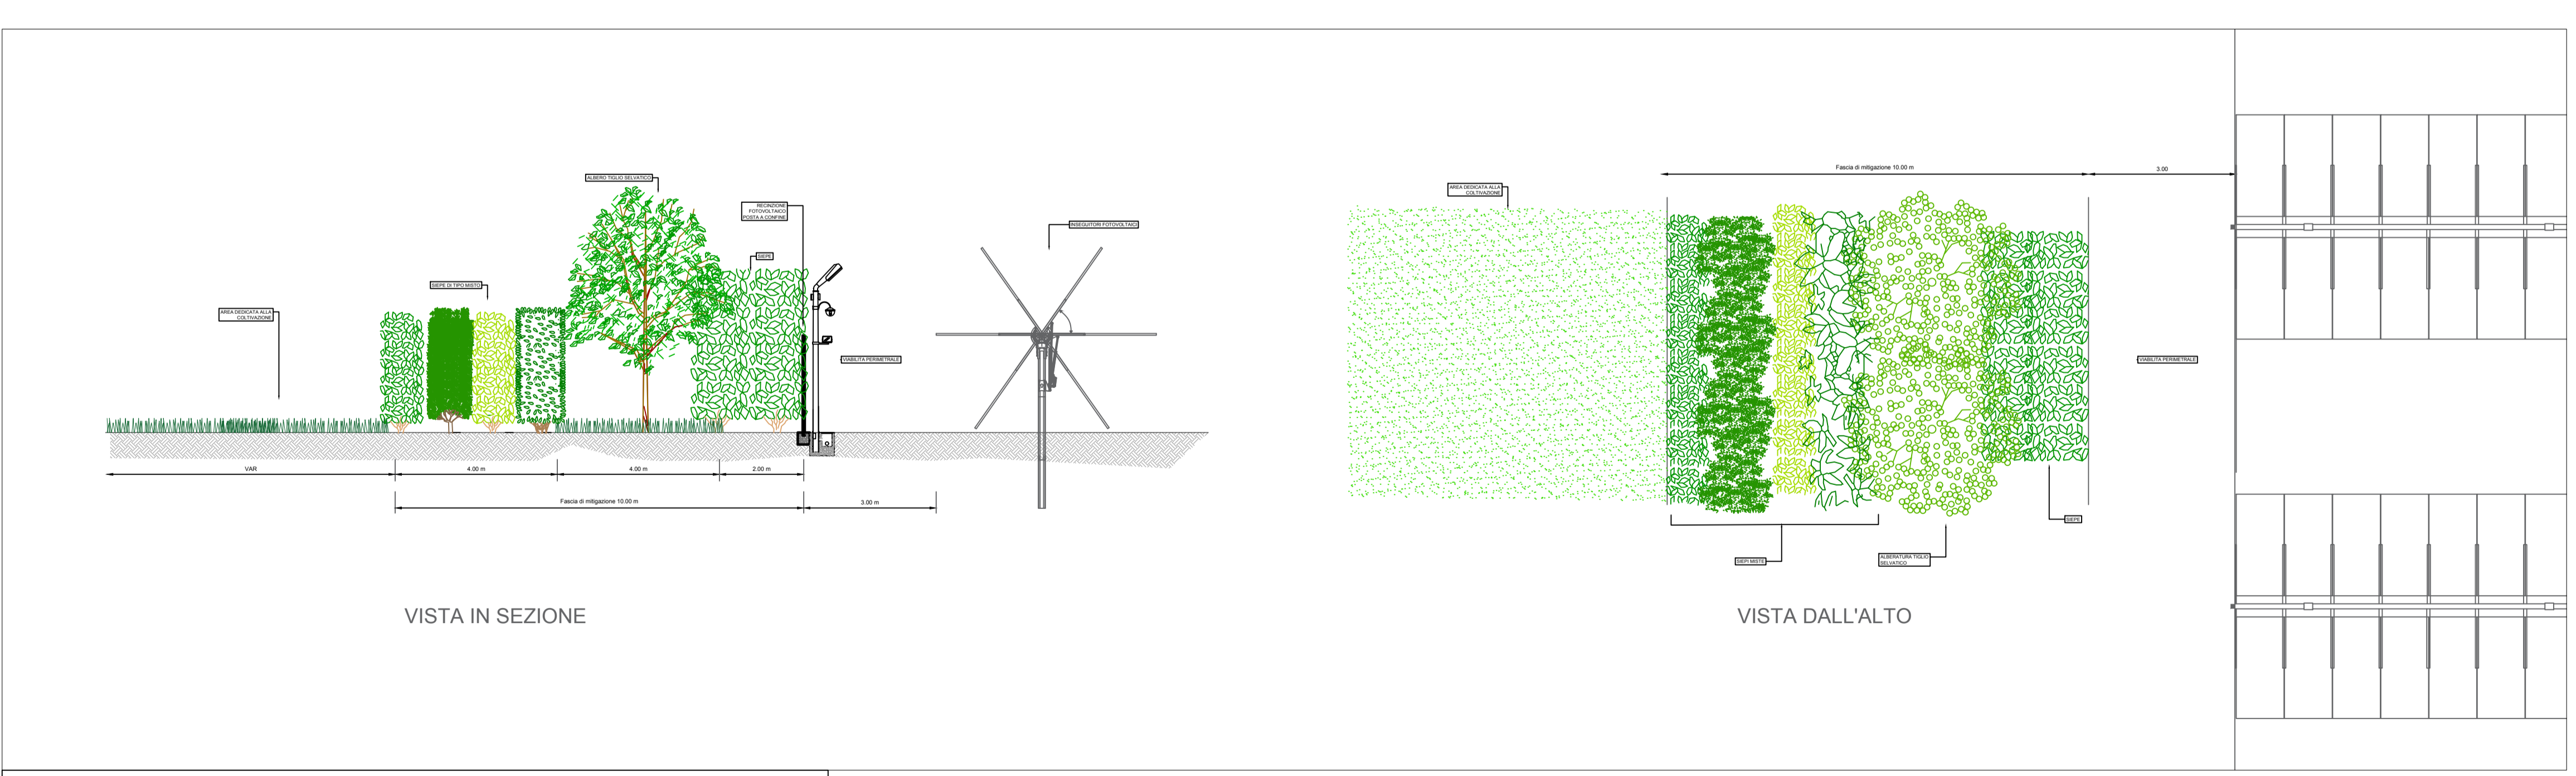 ALBERO TIGLIO SELVATICO
RECINZIONE
FOTOVOLTAICO
POSTA A CONFINE
INSEGUITORI FOTOVOLTAICI
SIEPE
SIEPE DI TIPO MISTO
AREA DEDICATA ALLA
COLTIVAZIONE
VIABILITA PERIMETRALE
VAR
4.00 m
4.00 m
2.00 m
Fascia di mitigazione 10.00 m
3.00 m
VISTA IN SEZIONE
Fascia di mitigazione 10.00 m
3.00
AREA DEDICATA ALLA
COLTIVAZIONE
VIABILITA PERIMETRALE
SIEPE
SIEPI MISTE
ALBERATURA TIGLIO
SELVATICO
VISTA DALL'ALTO